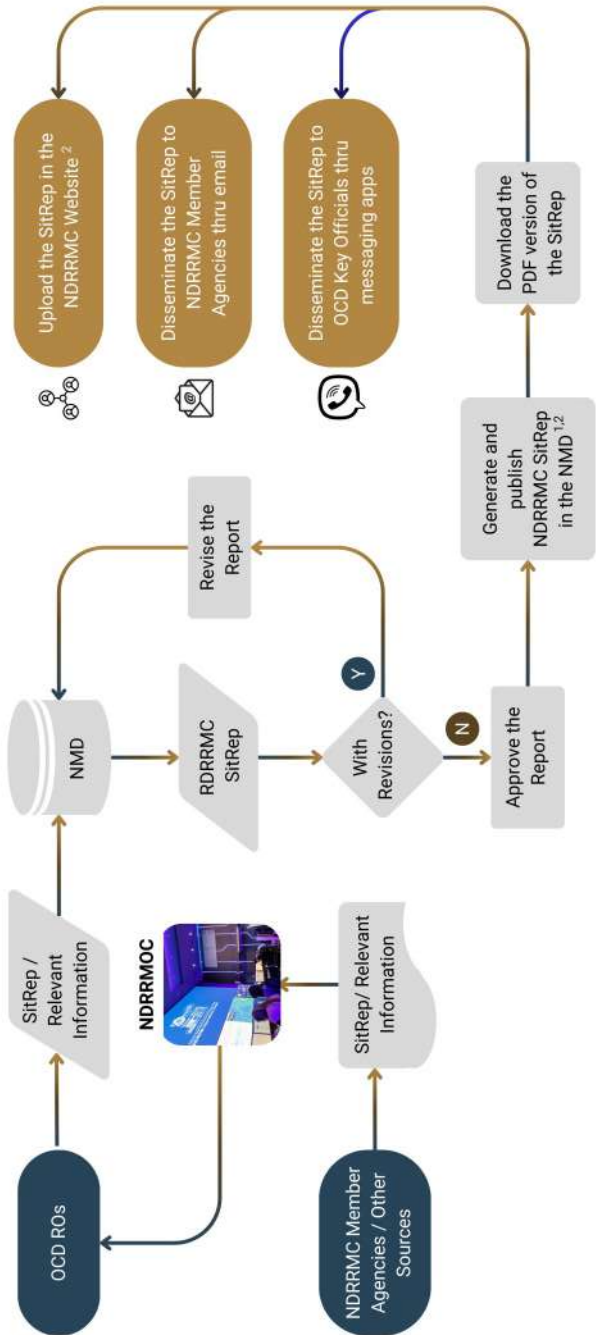 OCD ROs
SitRep /
Relevant
Information
NMD
Revise the
Report
RDRRMC
SitRep
With
Revisions?
Y
N
Approve the
Report
NDRRMOC
NDRRMC Member
Agencies / Other
Sources
SitRep/ Relevant
Information
Generate and
publish
NDRRMC SitRep
in the NMD 1,2
Download the
PDF version of
the SitRep
Upload the SitRep in the
NDRRMC Website 2
Disseminate the SitRep to
NDRRMC Member
Agencies thru email
Disseminate the SitRep to
OCD Key Officials thru
messaging apps
@